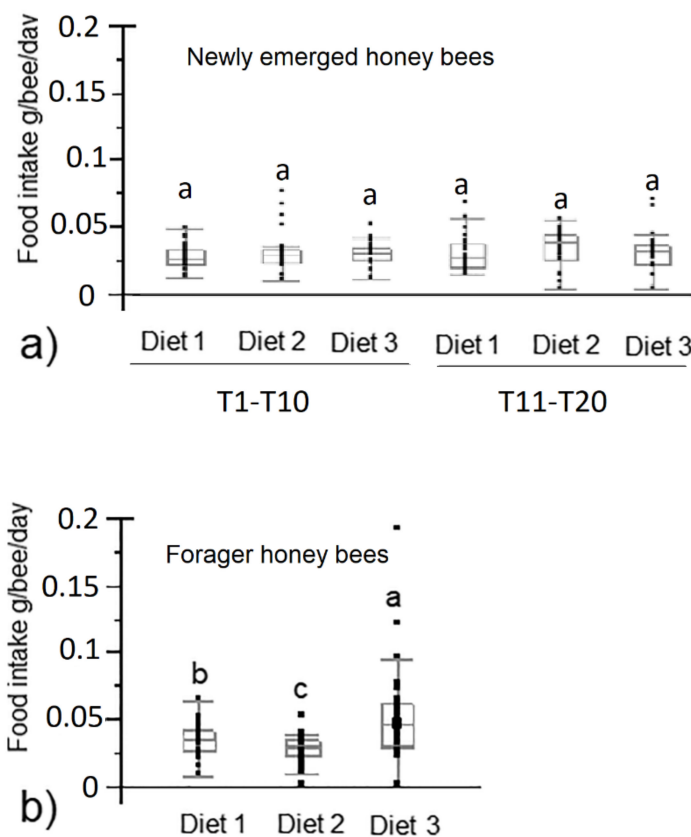 0.2
Newly emerged honey bees
0.15
0.1
0.05
0
Food intake g/bee/day
a a a a a a
a)
Diet 1 Diet 2 Diet 3 Diet 1 Diet 2 Diet 3
T1-T10 T11-T20
0.2
Forager honey bees
0.15
0.1
0.05
0
Food intake g/bee/day
b c a
b)
Diet 1 Diet 2 Diet 3